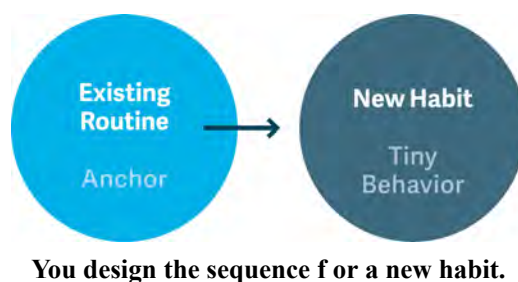 Existing
Routine
Anchor
New Habit
Tiny
Behavior
You design the sequence f or a new habit.